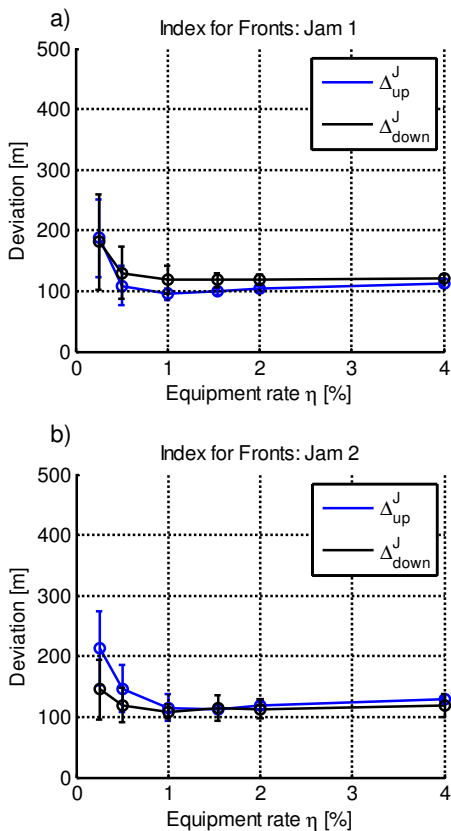 a)
Index for Fronts: Jam 1
500
400
300
200
100
0
Deviation [m]
Δ^J_up
Δ^J_down
0 1 2 3 4
Equipment rate η [%]
b)
Index for Fronts: Jam 2
500
400
300
200
100
0
Deviation [m]
Δ^J_up
Δ^J_down
0 1 2 3 4
Equipment rate η [%]